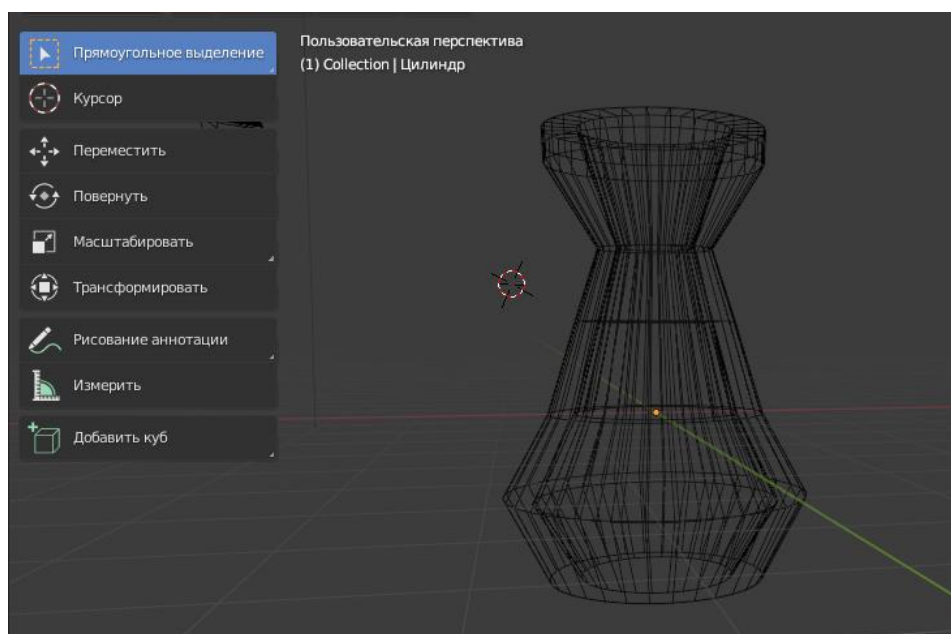 Прямоугольное выделение
Курсор
Переместить
Повернуть
Масштабировать
Трансформировать
Рисование аннотации
Измерить
Добавить куб
Пользовательская перспектива
(1) Collection | Цилиндр